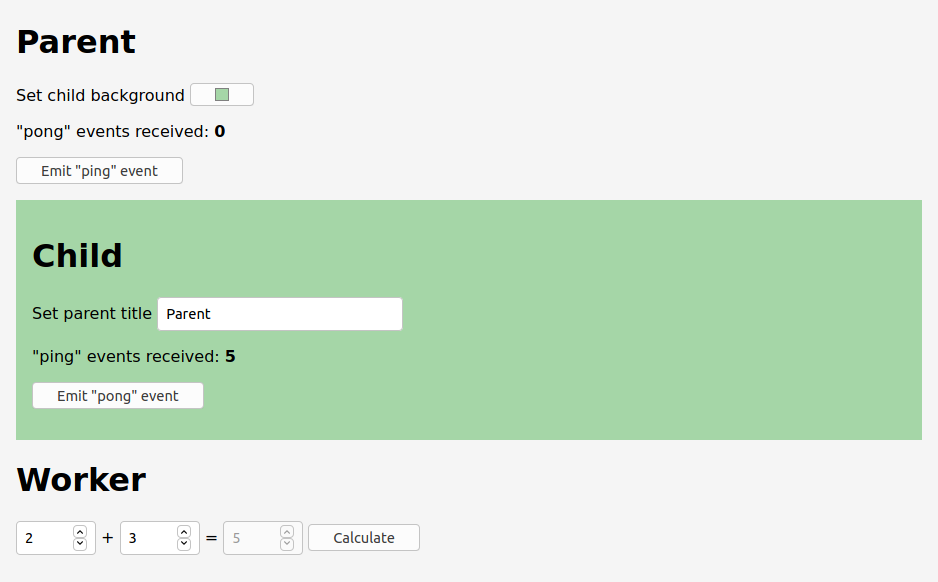 Parent
Set child background
"pong" events received: 0
Emit "ping" event
Child
Set parent title Parent
"ping" events received: 5
Emit "pong" event
Worker
2 + 3 = 5 Calculate